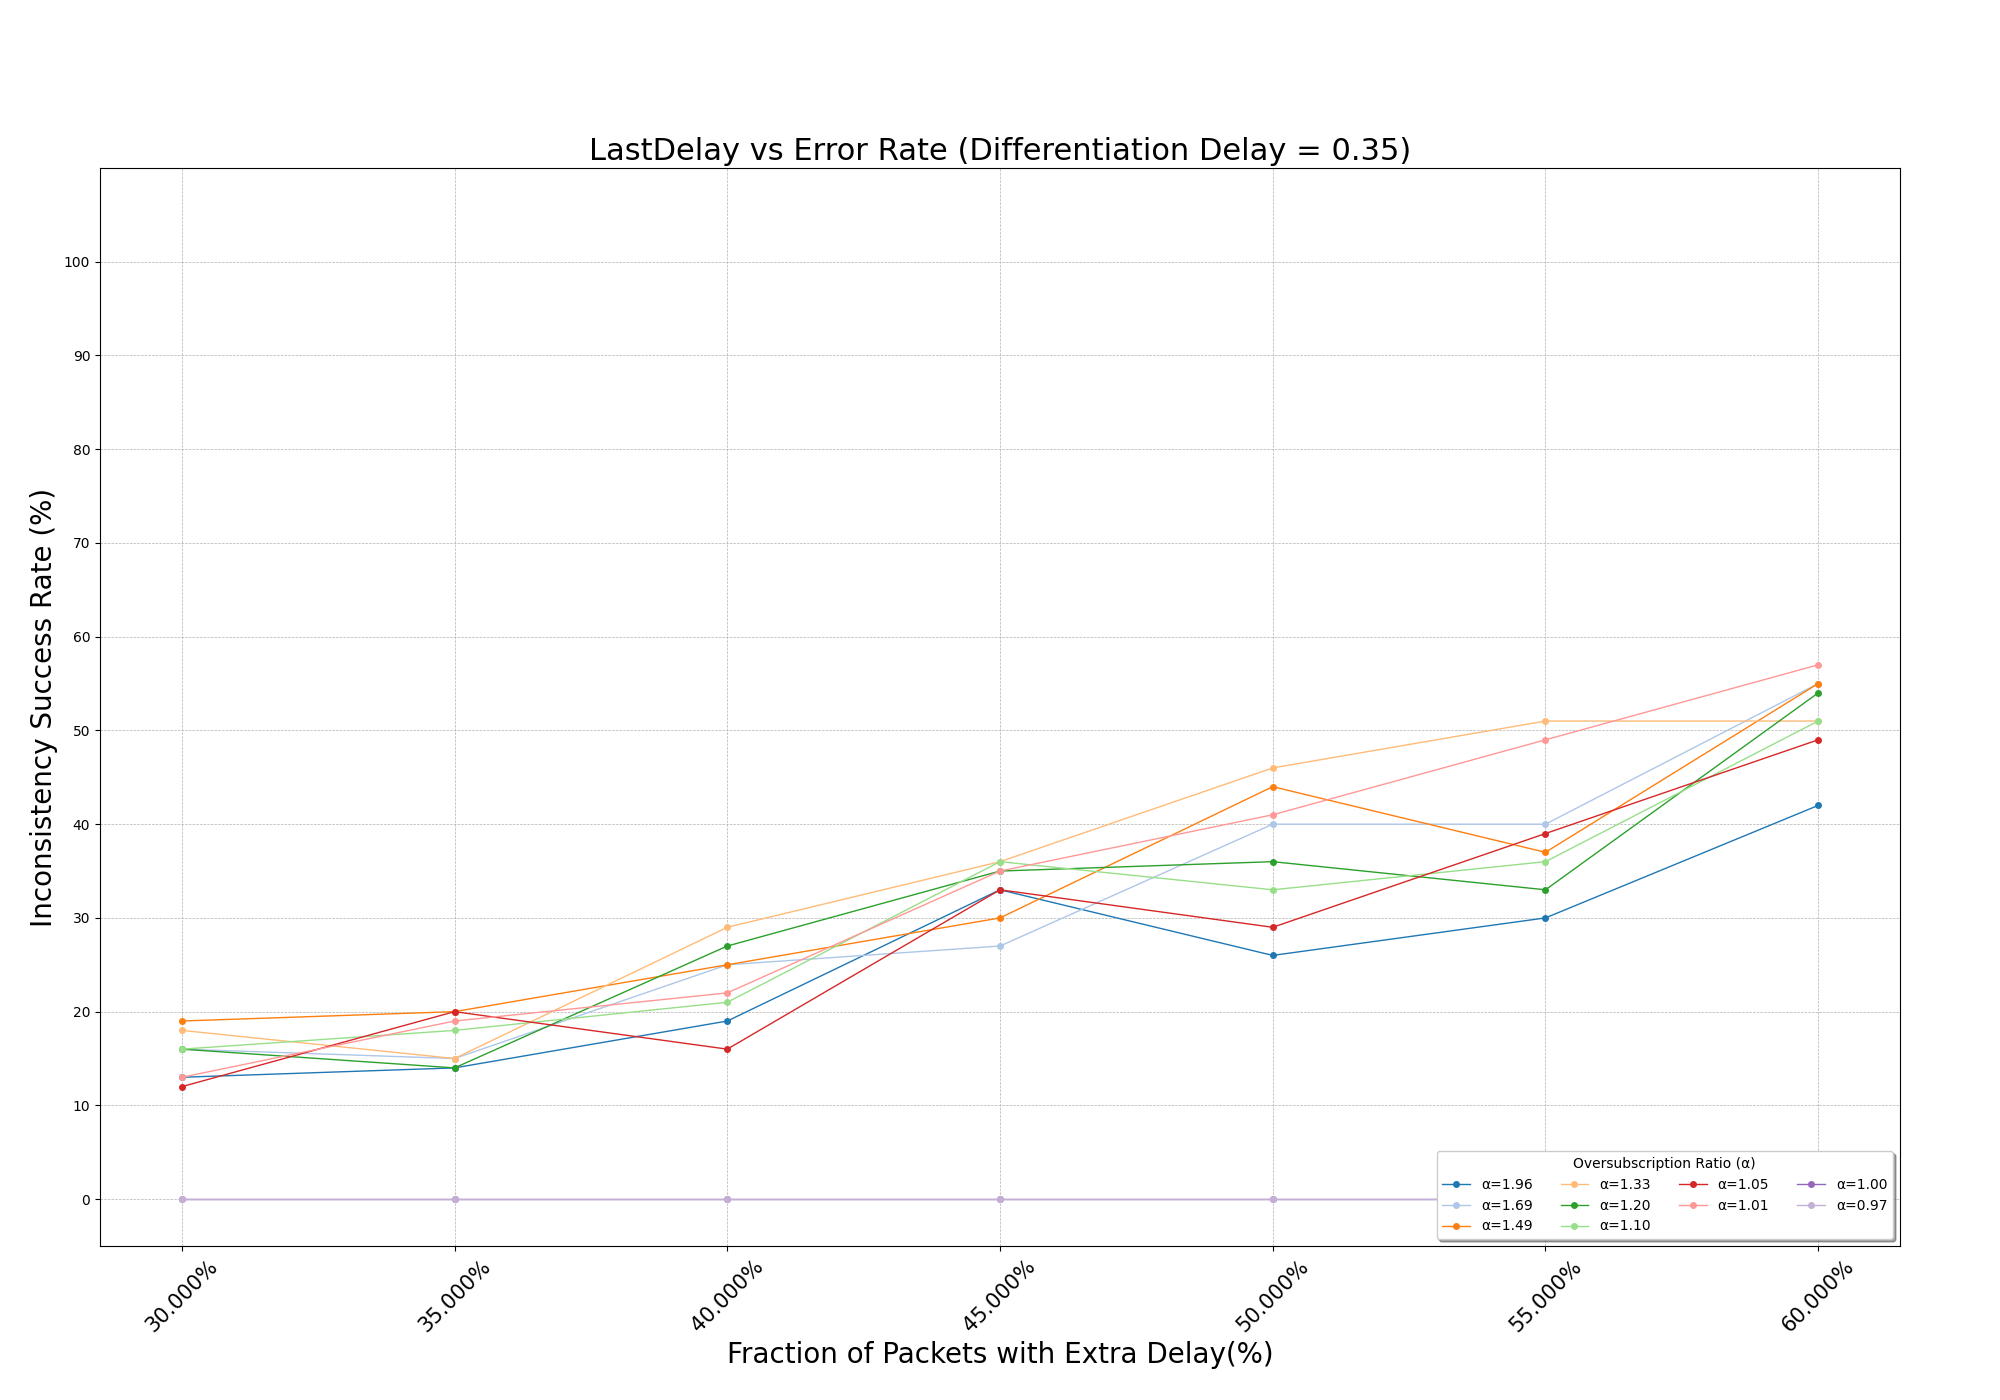 LastDelay vs Error Rate (Differentiation Delay = 0.35)
Inconsistency Success Rate (%)
100
90
80
70
60
50
40
30
20
10
0
Oversubscription Ratio (α)
α=1.96
α=1.69
α=1.49
α=1.33
α=1.20
α=1.10
α=1.05
α=1.01
α=1.00
α=0.97
30.000%
35.000%
40.000%
45.000%
50.000%
55.000%
60.000%
Fraction of Packets with Extra Delay(%)